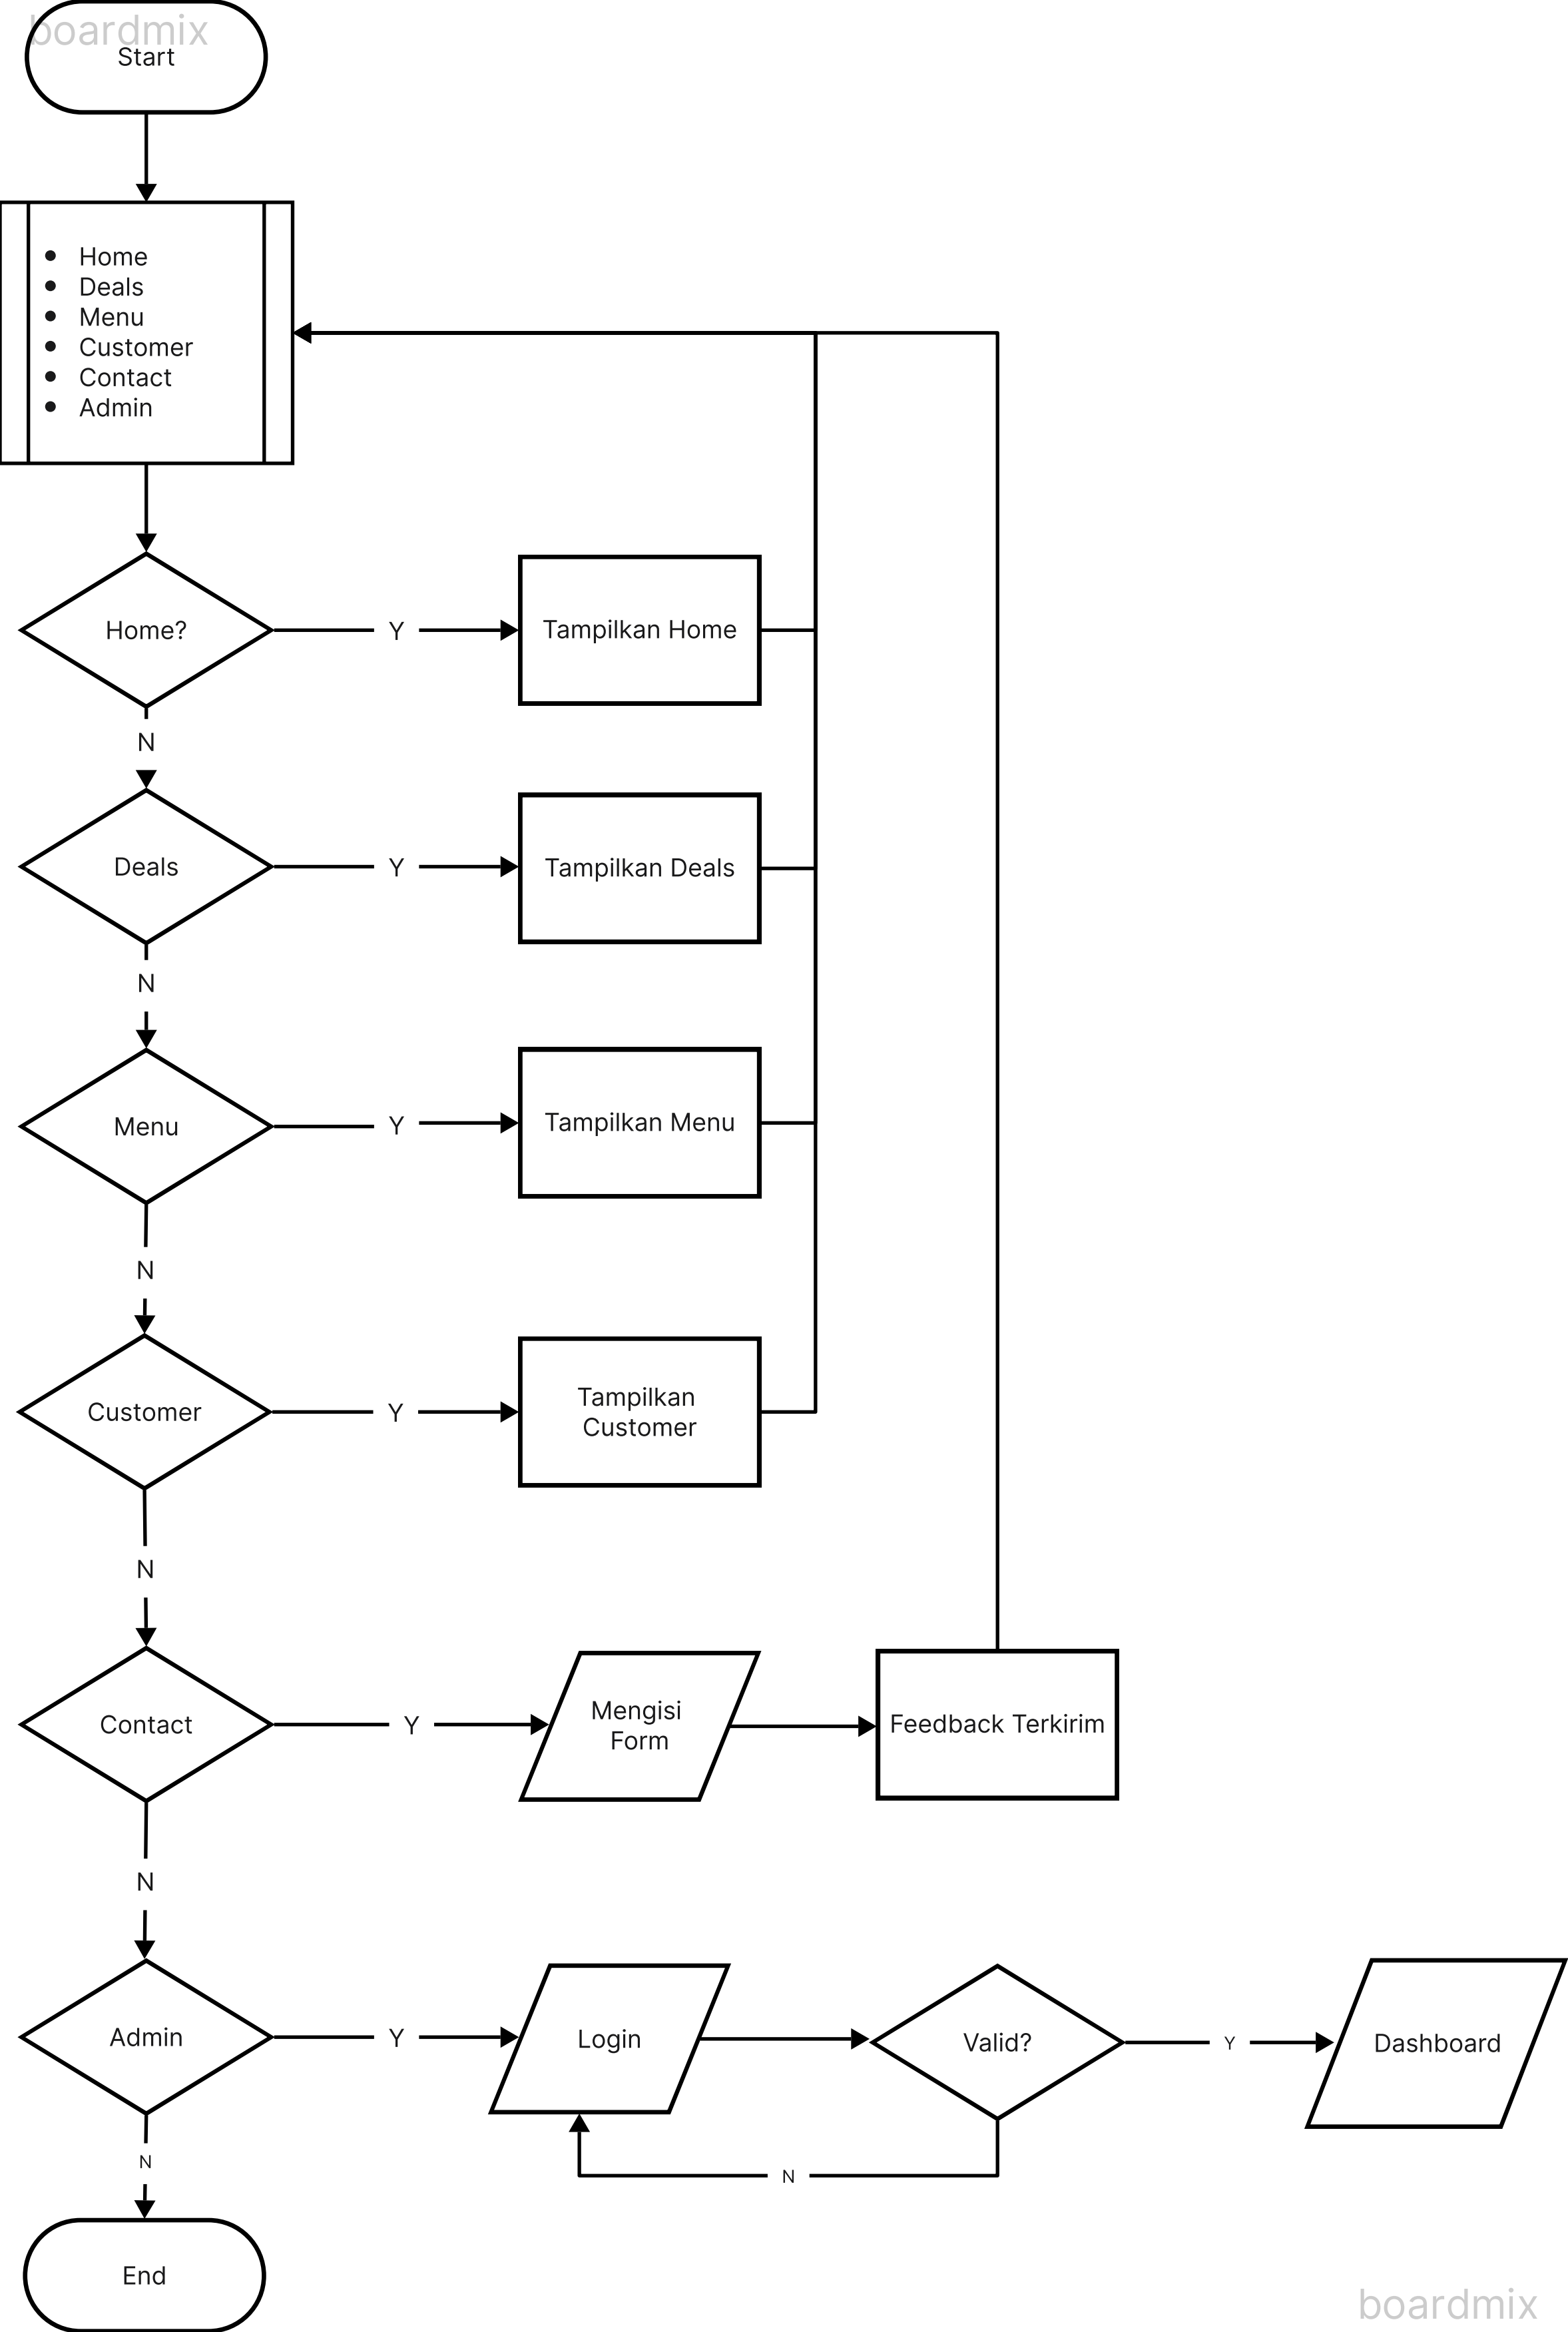 boardmix
Start
Home
Deals
Menu
Customer
Contact
Admin
Home?
Y
Tampilkan Home
N
Deals
Y
Tampilkan Deals
N
Menu
Y
Tampilkan Menu
N
Customer
Y
Tampilkan
Customer
N
Contact
Y
Mengisi
Form
Feedback Terkirim
N
Admin
Y
Login
Valid?
Y
Dashboard
N
N
End
boardmix